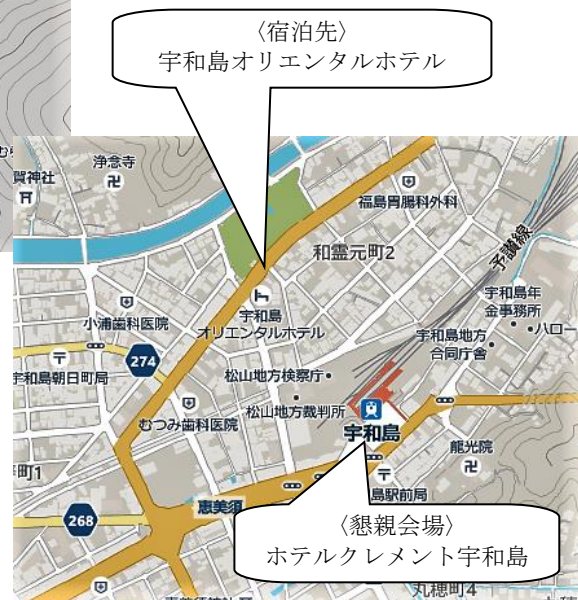 〈宿泊先〉
宇和島オリエンタルホテル
浄念寺
賀神社
福島胃腸科外科
和霊元町2
予讃線
宇和島年
金事務所
小浦歯科医院
宇和島
オリエンタルホテル
宇和島地方
合同庁舎
ハロー
宇和島朝日町局
274
松山地方検察庁
松山地方裁判所
むつみ歯科医院
宇和島
龍光院
町1
島駅前局
恵美須
268
〈懇親会場〉
ホテルクレメント宇和島
丸穂町4